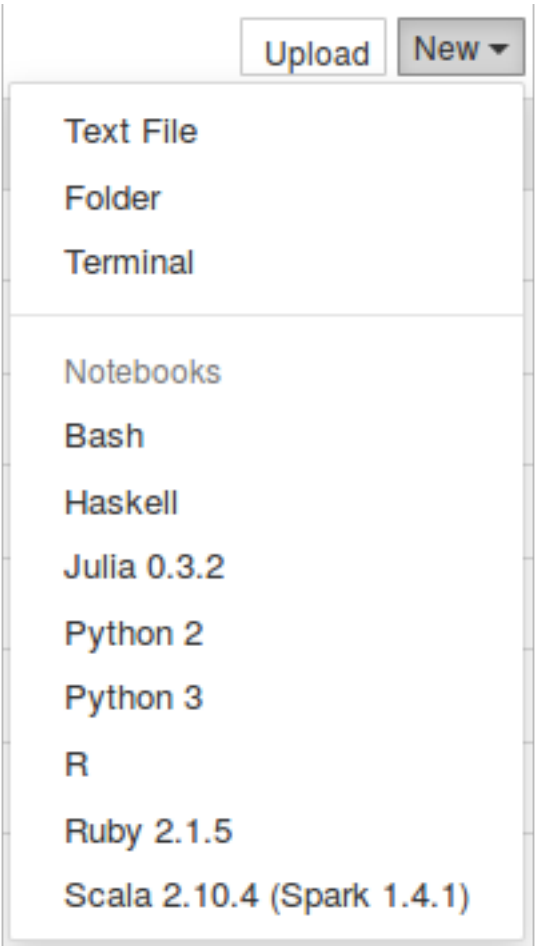 Upload New
Text File
Folder
Terminal
Notebooks
Bash
Haskell
Julia 0.3.2
Python 2
Python 3
R
Ruby 2.1.5
Scala 2.10.4 (Spark 1.4.1)